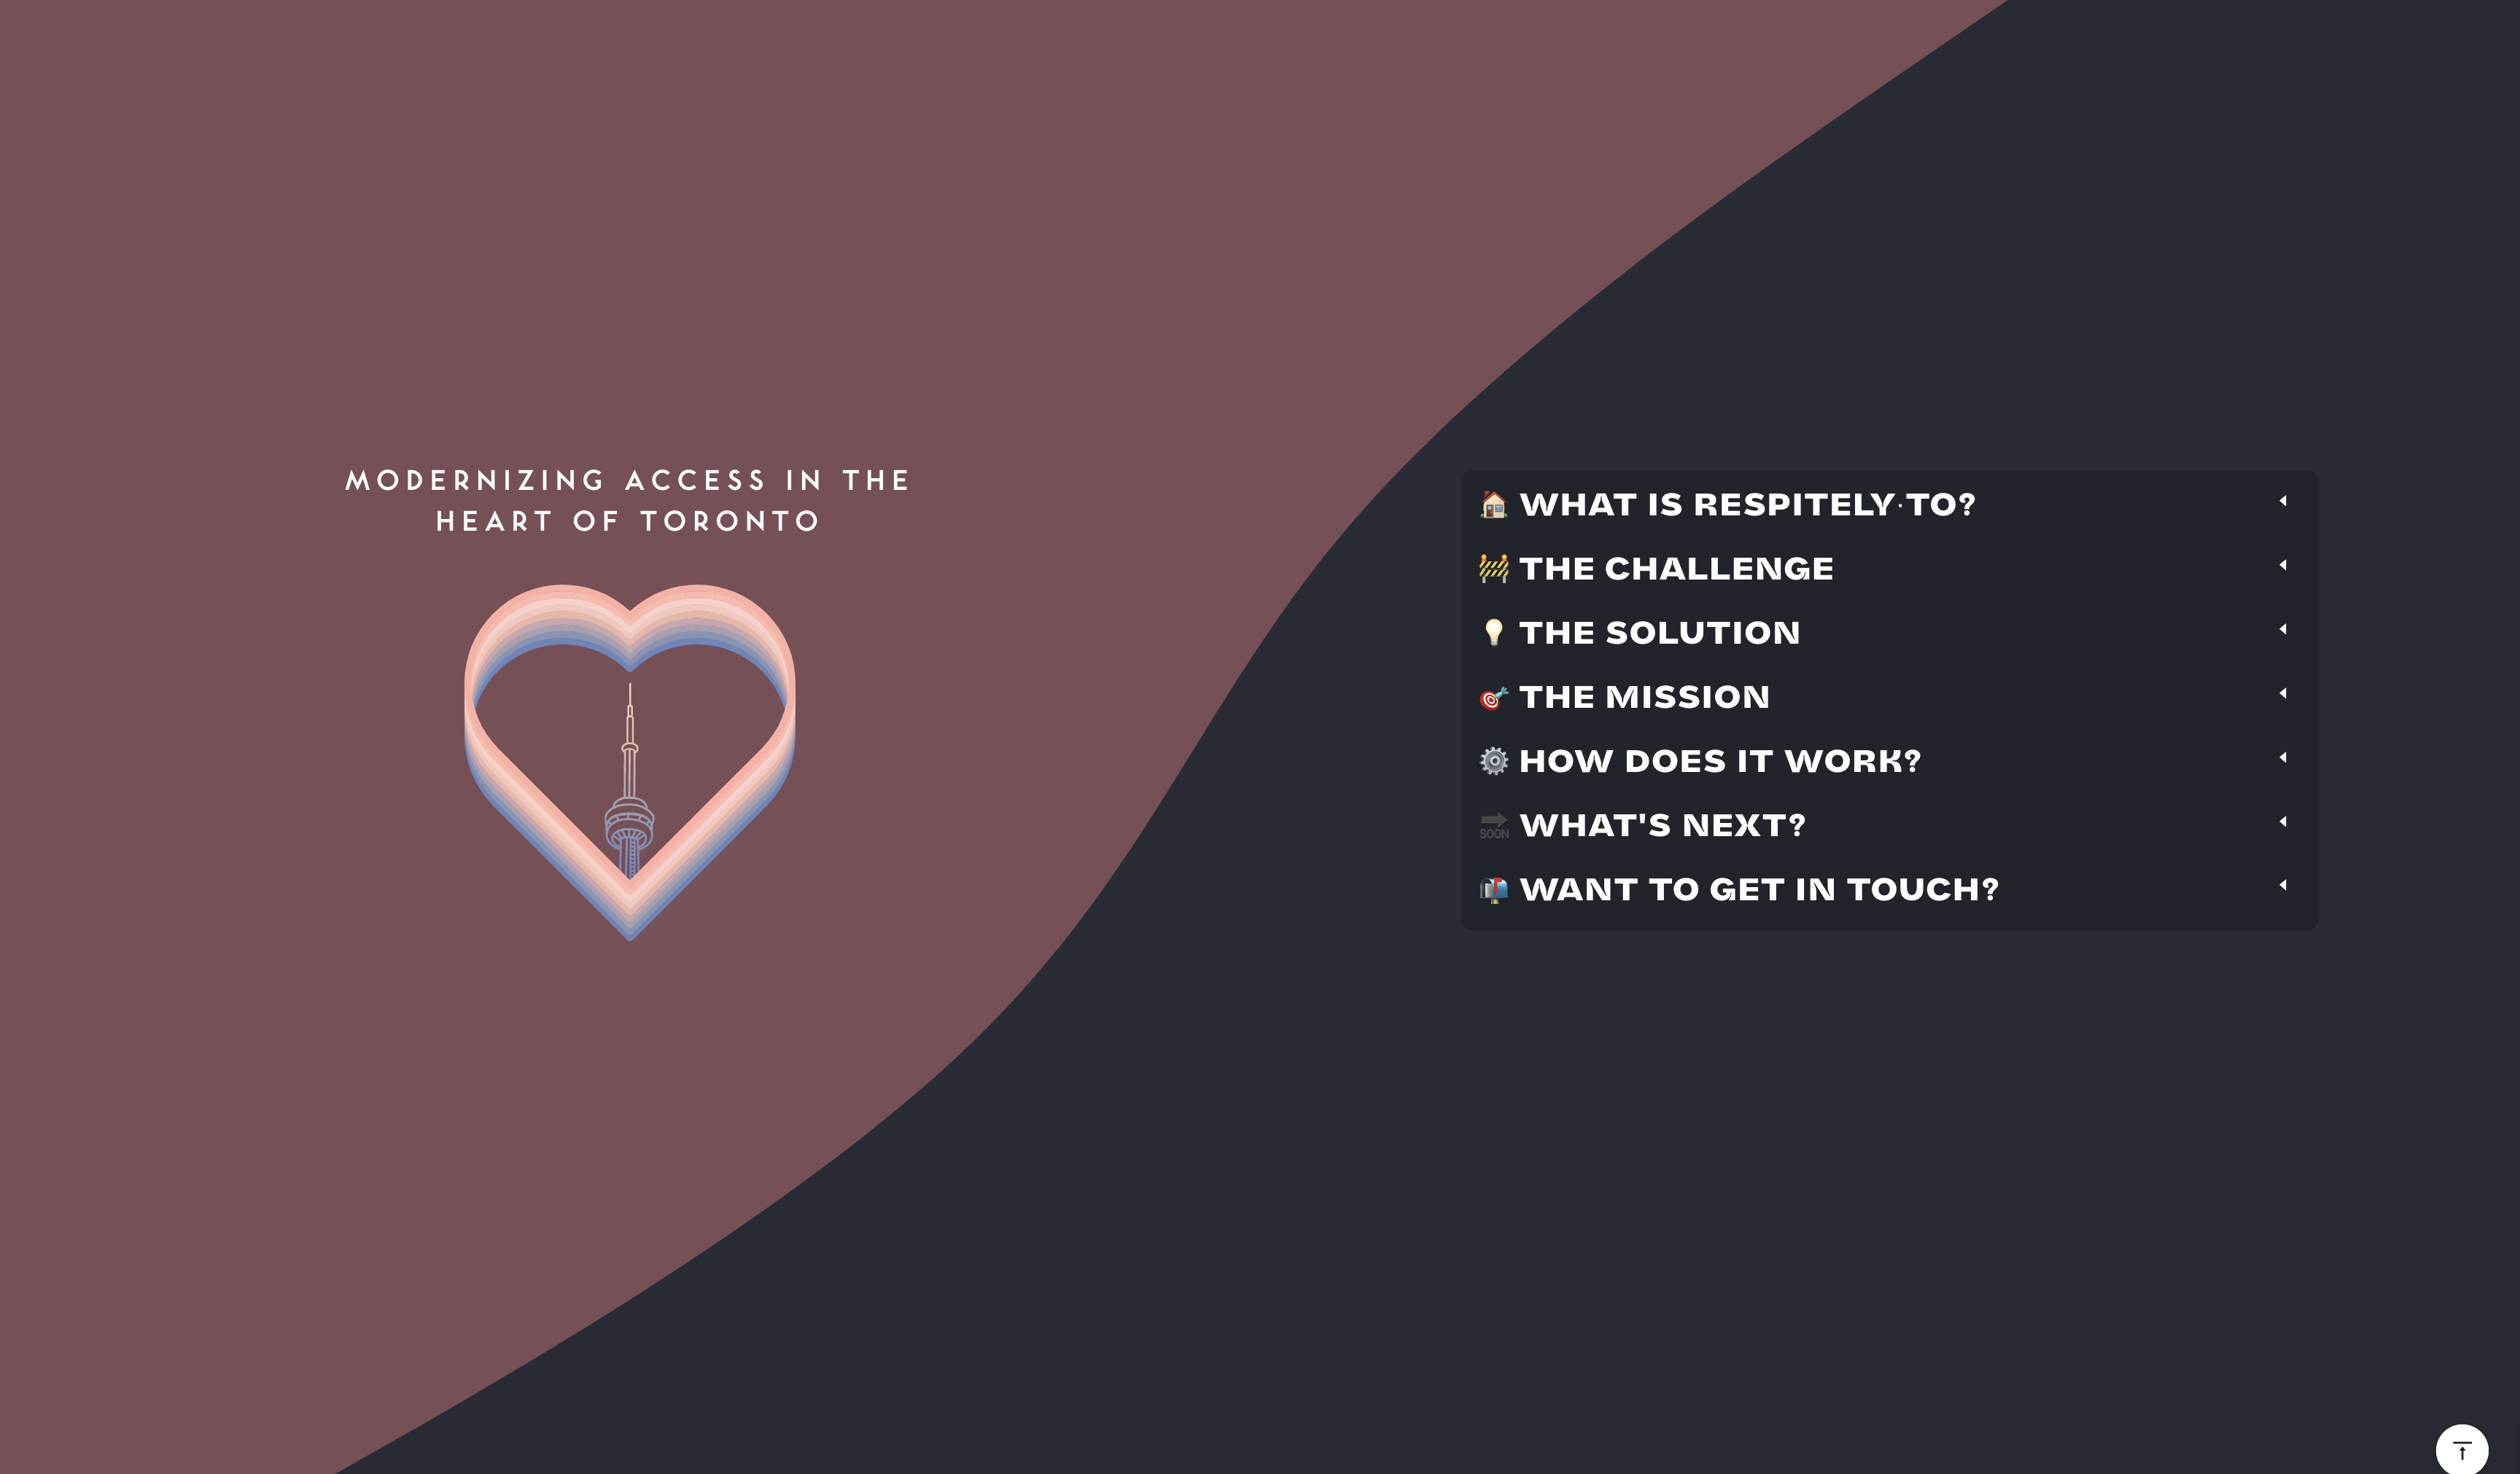 MODERNIZING ACCESS IN THE
HEART OF TORONTO
WHAT IS RESPITELY·TO?
THE CHALLENGE
THE SOLUTION
THE MISSION
HOW DOES IT WORK?
SOON
WHAT'S NEXT?
WANT TO GET IN TOUCH?